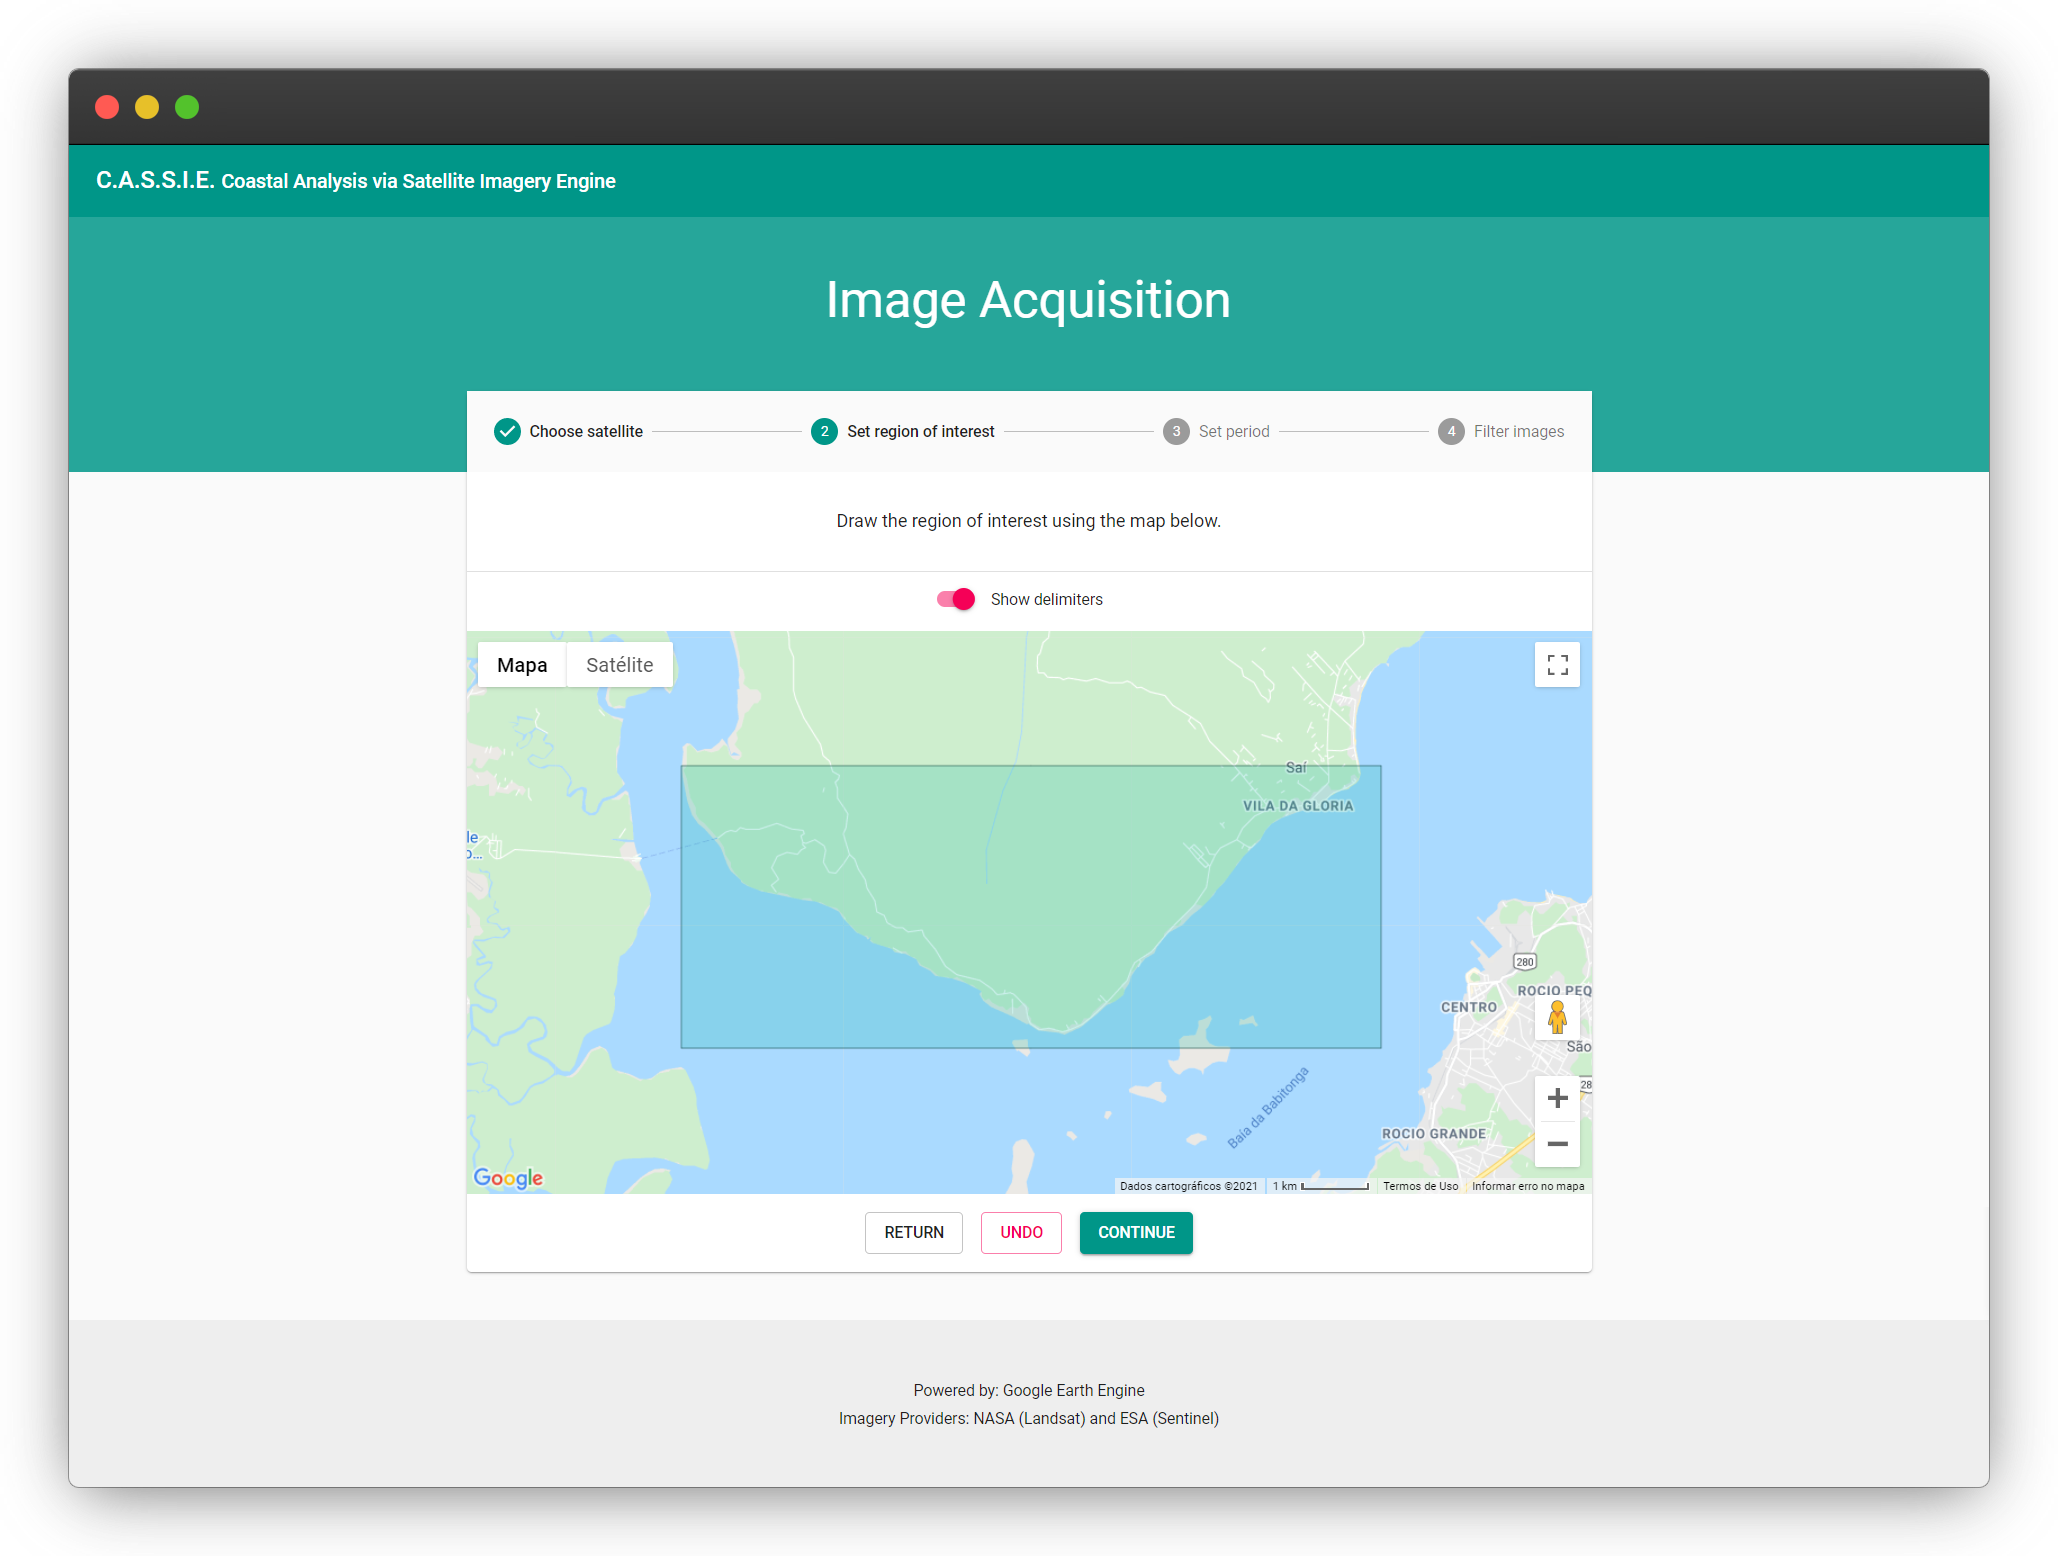 C.A.S.S.I.E. Coastal Analysis via Satellite Imagery Engine
Image Acquisition
Choose satellite
2 Set region of interest
3 Set period
4 Filter images
Draw the region of interest using the map below.
Show delimiters
Mapa
Satélite
Saí
VILA DA GLORIA
le
o...
280
ROCIO PEQ
CENTRO
São
28
Baía da Babitonga
ROCIO GRANDE
Google
Dados cartográficos ©2021
1 km
Termos de Uso
Informar erro no mapa
RETURN
UNDO
CONTINUE
Powered by: Google Earth Engine
Imagery Providers: NASA (Landsat) and ESA (Sentinel)